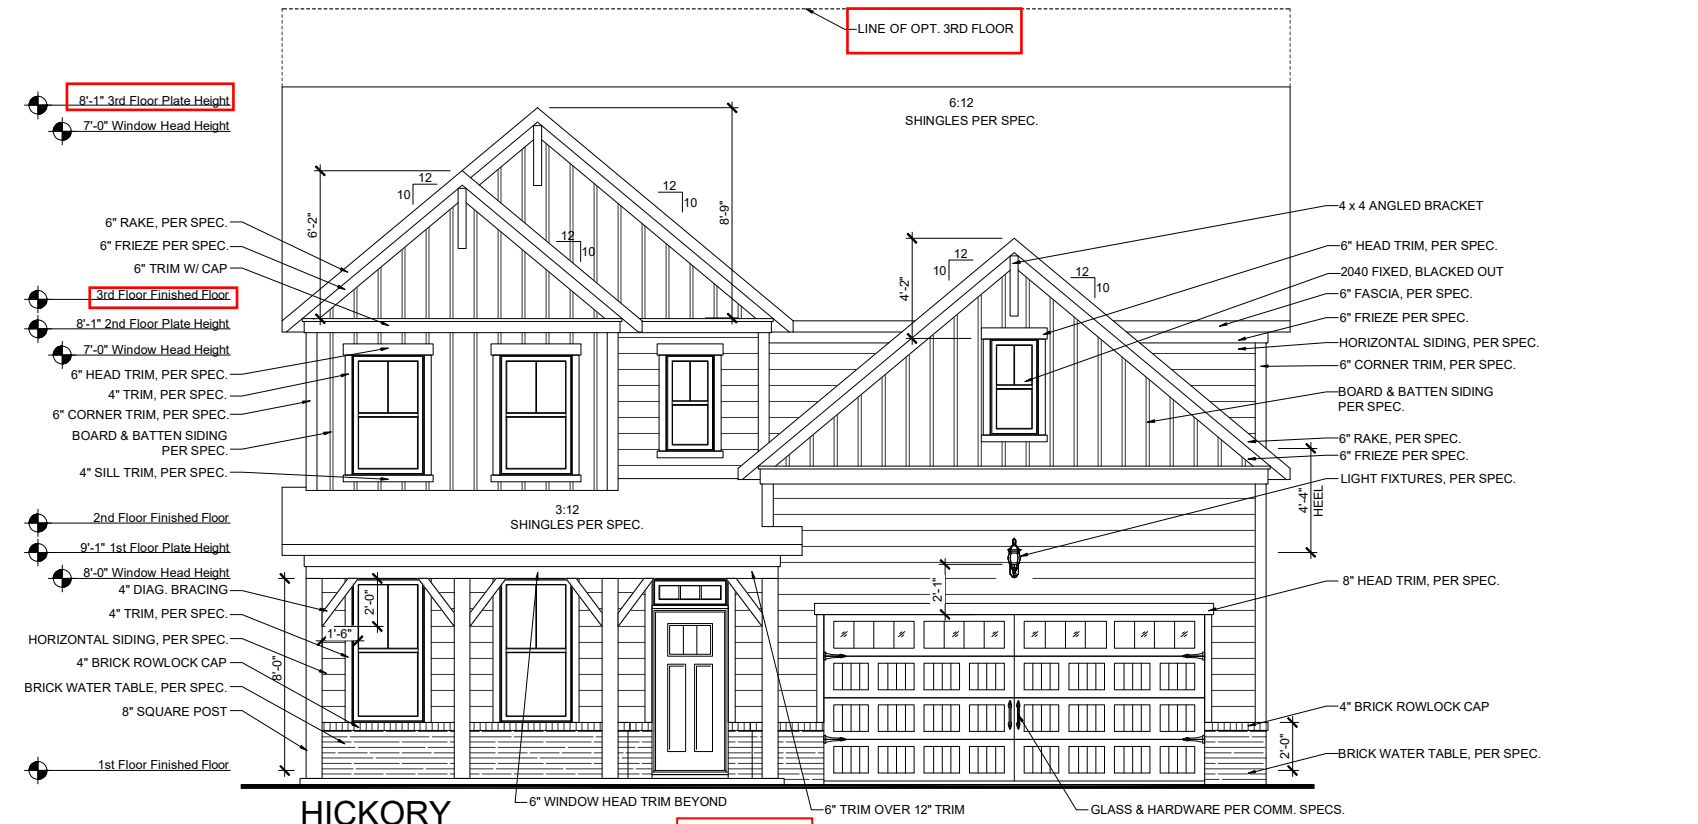 LINE OF OPT. 3RD FLOOR
8'-1" 3rd Floor Plate Height
7'-0" Window Head Height
6:12
SHINGLES PER SPEC.
12
10
12
10
12
10
6'-2"
8'-9"
6" RAKE, PER SPEC.
6" FRIEZE PER SPEC.
6" TRIM W/ CAP
3rd Floor Finished Floor
8'-1" 2nd Floor Plate Height
7'-0" Window Head Height
6" HEAD TRIM, PER SPEC.
4" TRIM, PER SPEC.
6" CORNER TRIM, PER SPEC.
BOARD & BATTEN SIDING
PER SPEC.
4" SILL TRIM, PER SPEC.
4 x 4 ANGLED BRACKET
6" HEAD TRIM, PER SPEC.
2040 FIXED, BLACKED OUT
6" FASCIA, PER SPEC.
6" FRIEZE PER SPEC.
HORIZONTAL SIDING, PER SPEC.
6" CORNER TRIM, PER SPEC.
BOARD & BATTEN SIDING
PER SPEC.
6" RAKE, PER SPEC.
6" FRIEZE PER SPEC.
LIGHT FIXTURES, PER SPEC.
12
10
12
10
4'-2"
4'-4"
HEEL
3:12
SHINGLES PER SPEC.
2nd Floor Finished Floor
9'-1" 1st Floor Plate Height
8'-0" Window Head Height
4" DIAG. BRACING
4" TRIM, PER SPEC.
HORIZONTAL SIDING, PER SPEC.
4" BRICK ROWLOCK CAP
BRICK WATER TABLE, PER SPEC.
8" SQUARE POST
1st Floor Finished Floor
8'-0"
1'-6"
2'-0"
2'-1"
8" HEAD TRIM, PER SPEC.
4" BRICK ROWLOCK CAP
2'-0"
BRICK WATER TABLE, PER SPEC.
6" WINDOW HEAD TRIM BEYOND
6" TRIM OVER 12" TRIM
GLASS & HARDWARE PER COMM. SPECS.
HICKORY